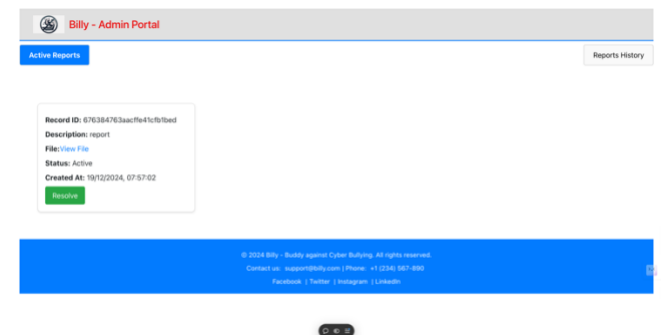 Billy - Admin Portal
Active Reports
Reports History
Record ID: 676384763aacffe41cfb1bed
Description: report
File:View File
Status: Active
Created At: 19/12/2024, 07:57:02
Resolve
© 2024 Billy - Buddy against Cyber Bullying. All rights reserved.
Contact us: support@billy.com | Phone: +1 (234) 567-890
Facebook | Twitter | Instagram | LinkedIn